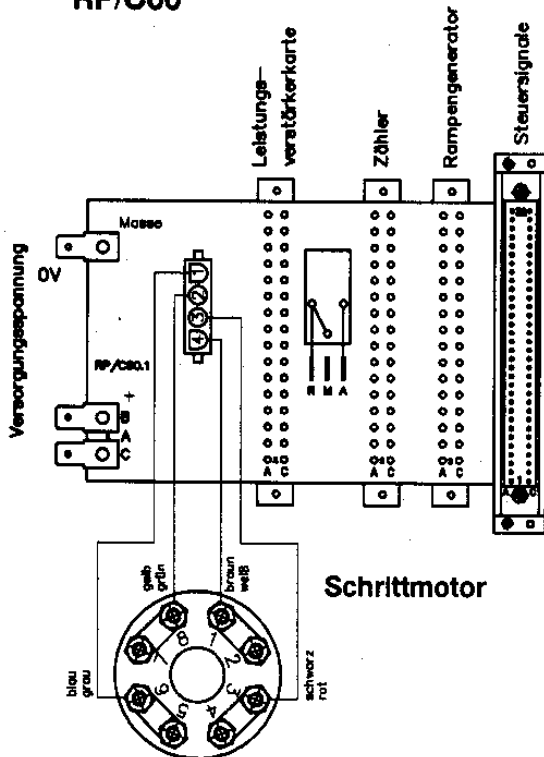 RP/C60
Leistungs-
verstärkerkarte
Zähler
Rampengenerator
Steuersignale
Versorgungsspannung
0V
Masse
1
2
3
4
RP/C60.1
+
B
A
C
R M A
A C
A C
A C
A C
gelb
grün
braun
weiß
Schrittmotor
blau
grau
schwarz
rot
8 1
7 2
6 3
5 4